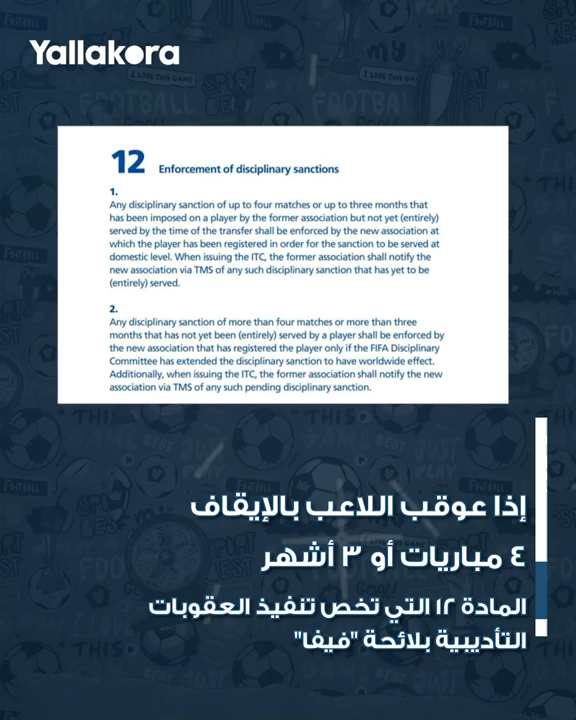 Yallakora
12 Enforcement of disciplinary sanctions
1.
Any disciplinary sanction of up to four matches or up to three months that
has been imposed on a player by the former association but not yet (entirely)
served by the time of the transfer shall be enforced by the new association at
which the player has been registered in order for the sanction to be served at
domestic level. When issuing the ITC, the former association shall notify the
new association via TMS of any such disciplinary sanction that has yet to be
(entirely) served.
2.
Any disciplinary sanction of more than four matches or more than three
months that has not yet been (entirely) served by a player shall be enforced by
the new association that has registered the player only if the FIFA Disciplinary
Committee has extended the disciplinary sanction to have worldwide effect.
Additionally, when issuing the ITC, the former association shall notify the new
association via TMS of any such pending disciplinary sanction.
إذا عوقب اللاعب بالإيقاف
٤ مباريات أو ٣ أشهر
المادة ١٢ التي تخص تنفيذ العقوبات
التأديبية بلائحة "فيفا"